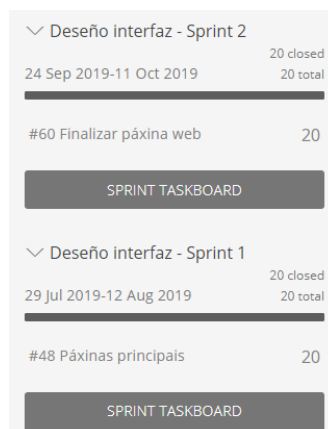 Deseño interfaz - Sprint 2
20 closed
24 Sep 2019-11 Oct 2019 20 total
#60 Finalizar páxina web 20
SPRINT TASKBOARD
Deseño interfaz - Sprint 1
20 closed
29 Jul 2019-12 Aug 2019 20 total
#48 Páxinas principais 20
SPRINT TASKBOARD